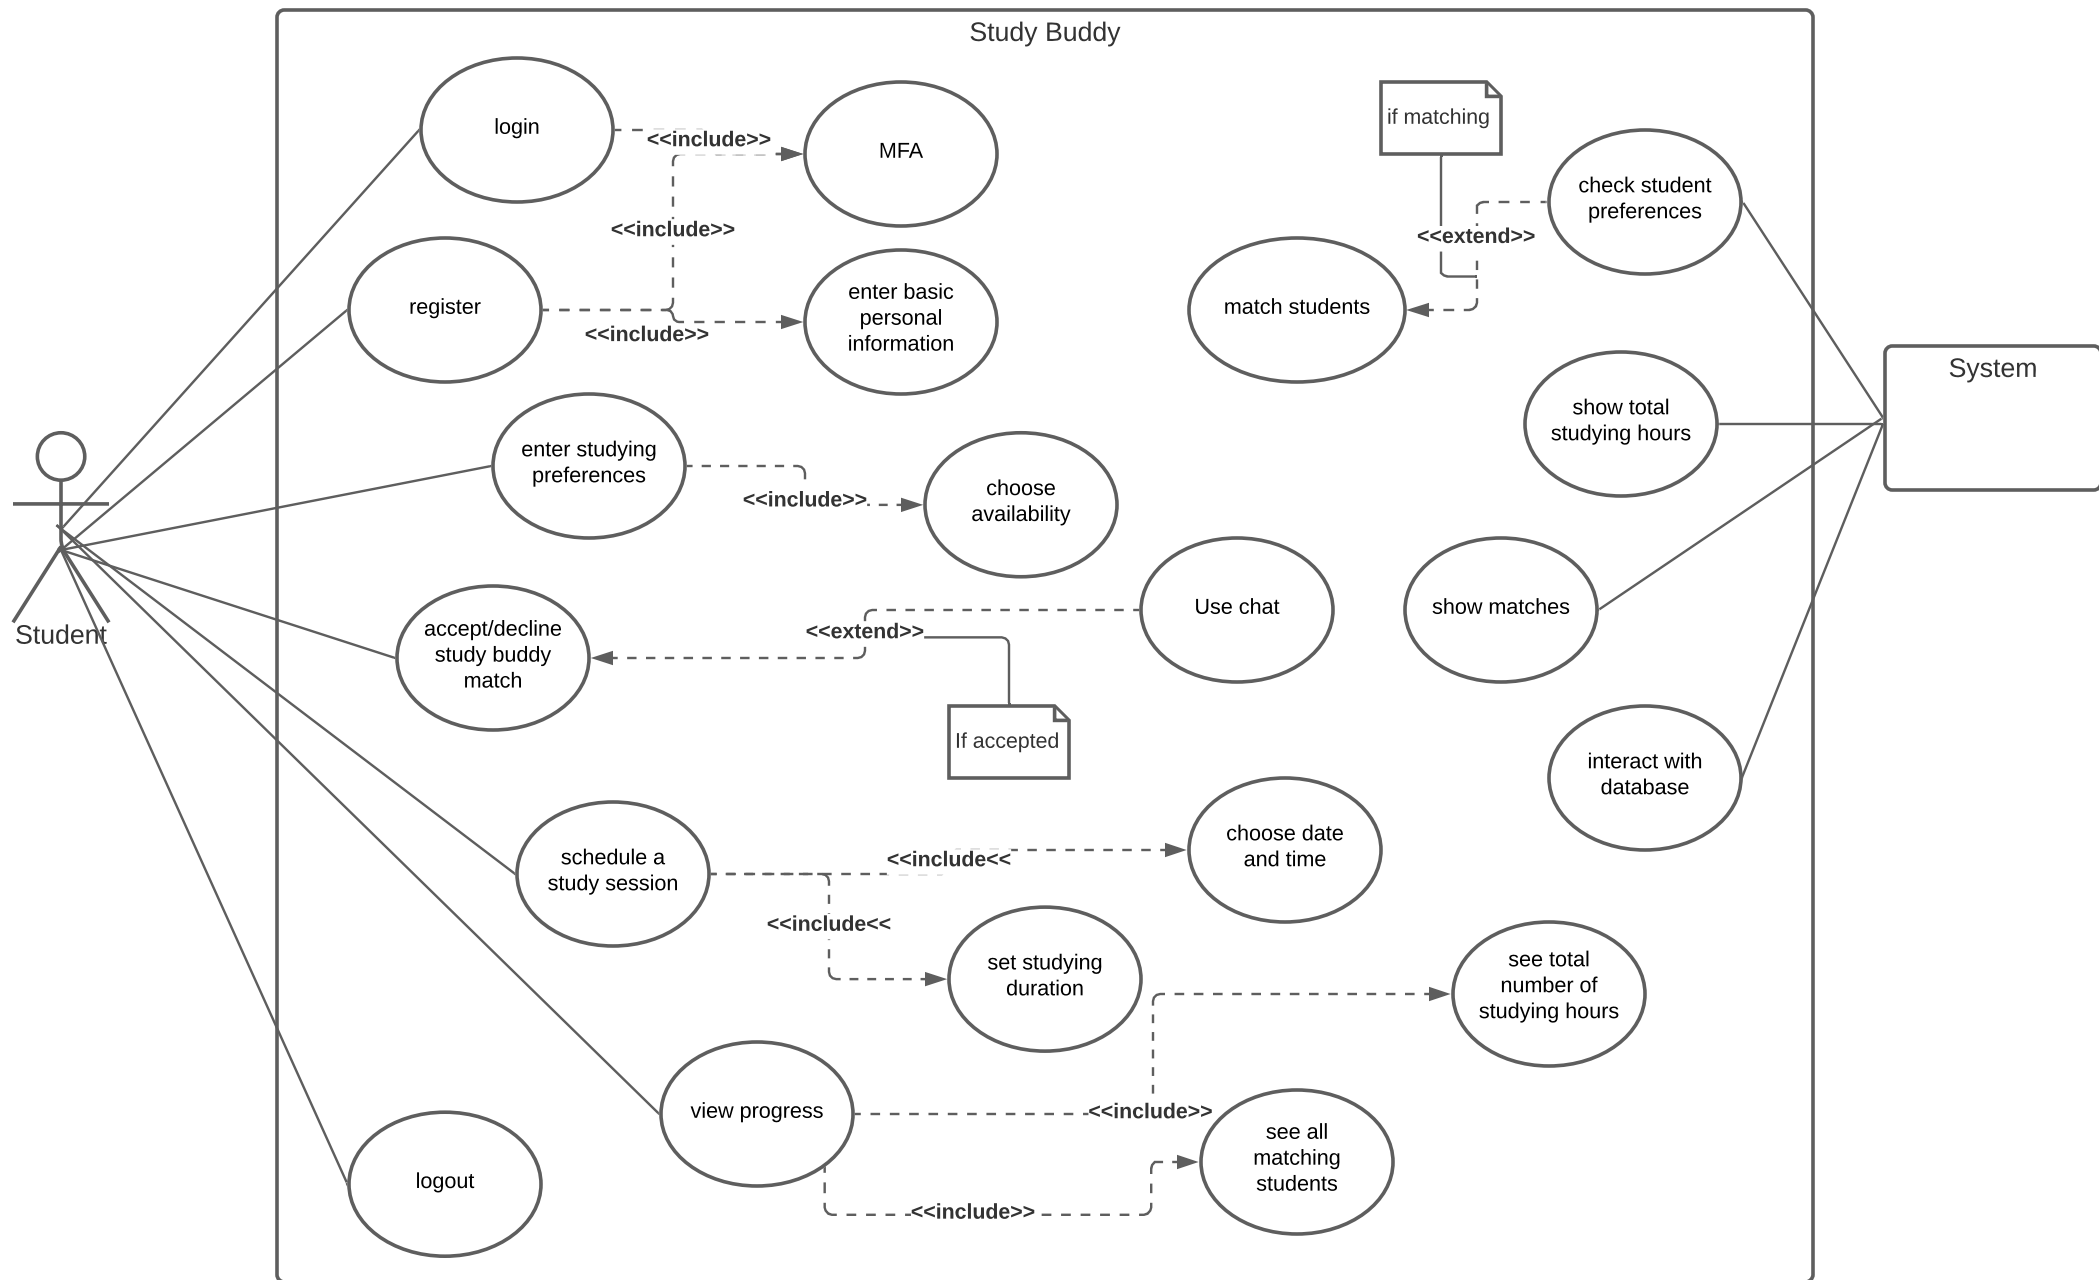 Study Buddy
login
<<include>>
MFA
if matching
check student
preferences
<<include>>
<<extend>>
register
<<include>>
enter basic
personal
information
match students
System
show total
studying hours
enter studying
preferences
<<include>>
choose
availability
Student
accept/decline
study buddy
match
<<extend>>
Use chat
show matches
If accepted
interact with
database
schedule a
study session
<<include<<
choose date
and time
<<include<<
set studying
duration
see total
number of
studying hours
view progress
<<include>>
see all
matching
students
<<include>>
logout